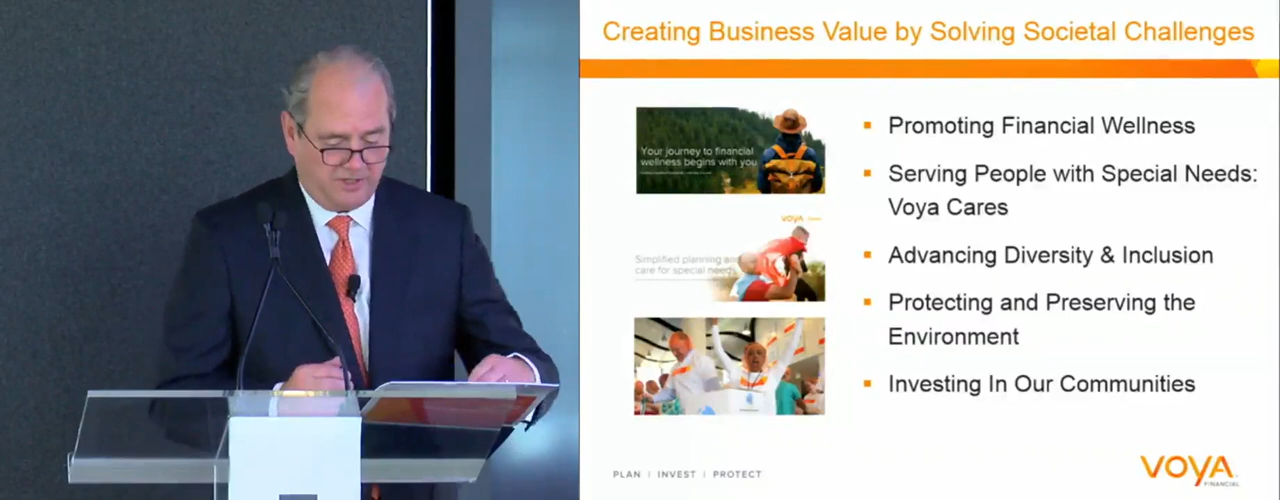 Creating Business Value by Solving Societal Challenges
Your journey to financial
wellness begins with you
VOYA
Simplified planning and
care for special needs
Promoting Financial Wellness
Serving People with Special Needs:
Voya Cares
Advancing Diversity & Inclusion
Protecting and Preserving the
Environment
Investing In Our Communities
PLAN | INVEST | PROTECT
VOYA
FINANCIAL